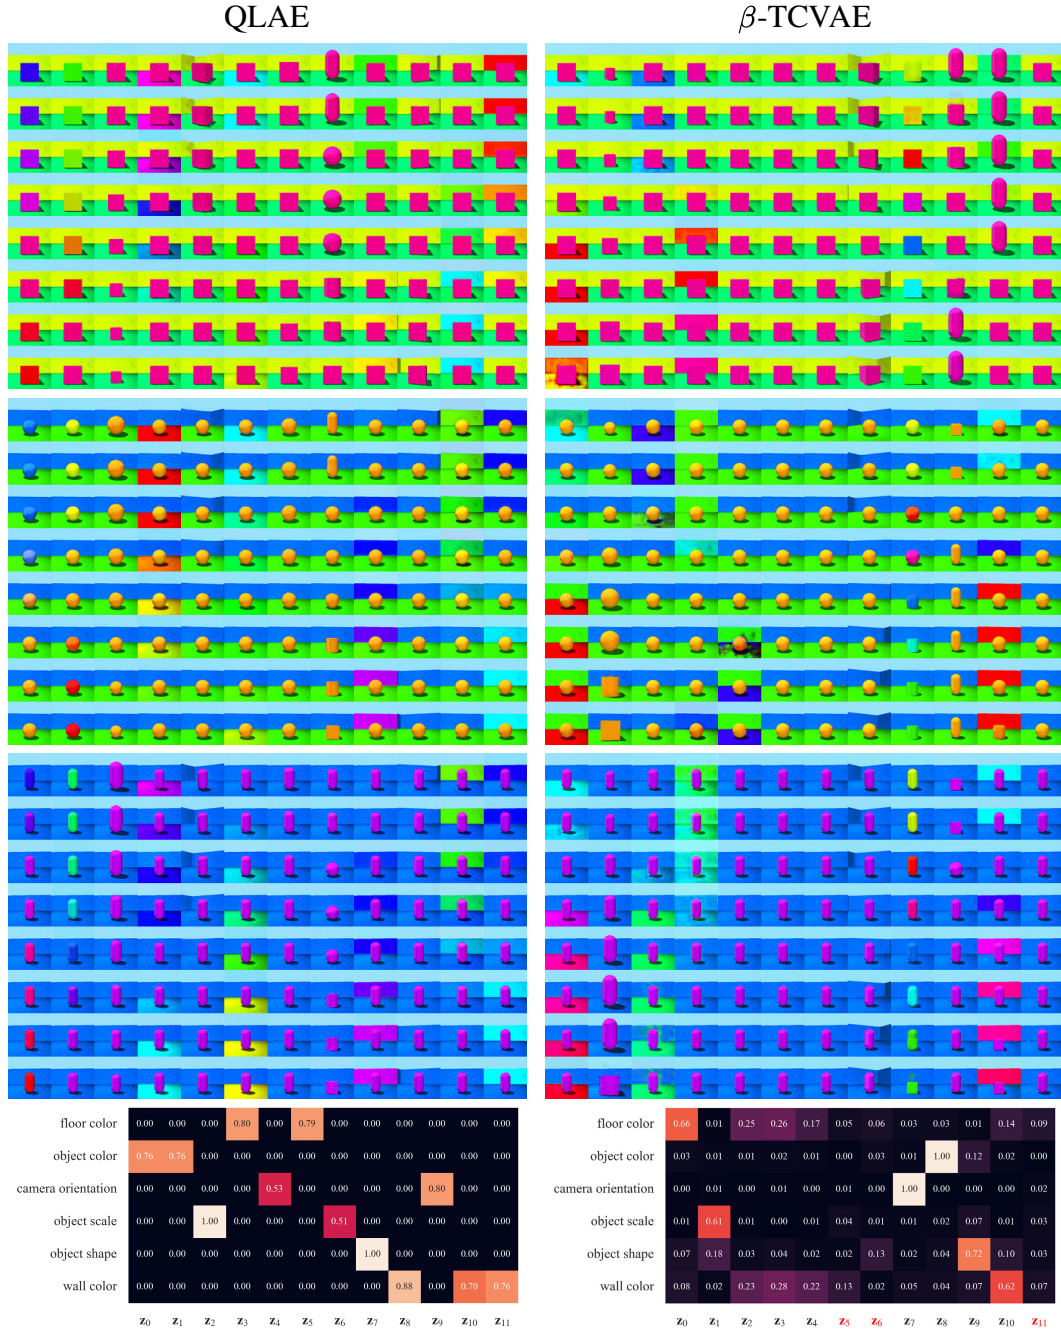 QLAE
β-TCVAE
floor color 0.00 0.00 0.00 0.80 0.00 0.79 0.00 0.00 0.00 0.00 0.00 0.00
object color 0.76 0.76 0.00 0.00 0.00 0.00 0.00 0.00 0.00 0.00 0.00 0.00
camera orientation 0.00 0.00 0.00 0.00 0.53 0.00 0.00 0.00 0.00 0.80 0.00 0.00
object scale 0.00 0.00 1.00 0.00 0.00 0.00 0.51 0.00 0.00 0.00 0.00 0.00
object shape 0.00 0.00 0.00 0.00 0.00 0.00 0.00 1.00 0.00 0.00 0.00 0.00
wall color 0.00 0.00 0.00 0.00 0.00 0.00 0.00 0.00 0.88 0.00 0.70 0.76
z₀ z₁ z₂ z₃ z₄ z₅ z₆ z₇ z₈ z₉ z₁₀ z₁₁
floor color 0.66 0.01 0.25 0.26 0.17 0.05 0.06 0.03 0.03 0.01 0.14 0.09
object color 0.03 0.01 0.01 0.02 0.01 0.00 0.03 0.01 1.00 0.12 0.02 0.00
camera orientation 0.00 0.01 0.00 0.00 0.01 0.00 0.01 1.00 0.00 0.00 0.00 0.02
object scale 0.01 0.61 0.01 0.00 0.00 0.04 0.01 0.01 0.02 0.07 0.01 0.03
object shape 0.07 0.18 0.03 0.04 0.02 0.02 0.13 0.02 0.04 0.72 0.10 0.03
wall color 0.08 0.02 0.23 0.28 0.22 0.13 0.02 0.05 0.04 0.07 0.62 0.07
z₀ z₁ z₂ z₃ z₄ z₅ z₆ z₇ z₈ z₉ z₁₀ z₁₁